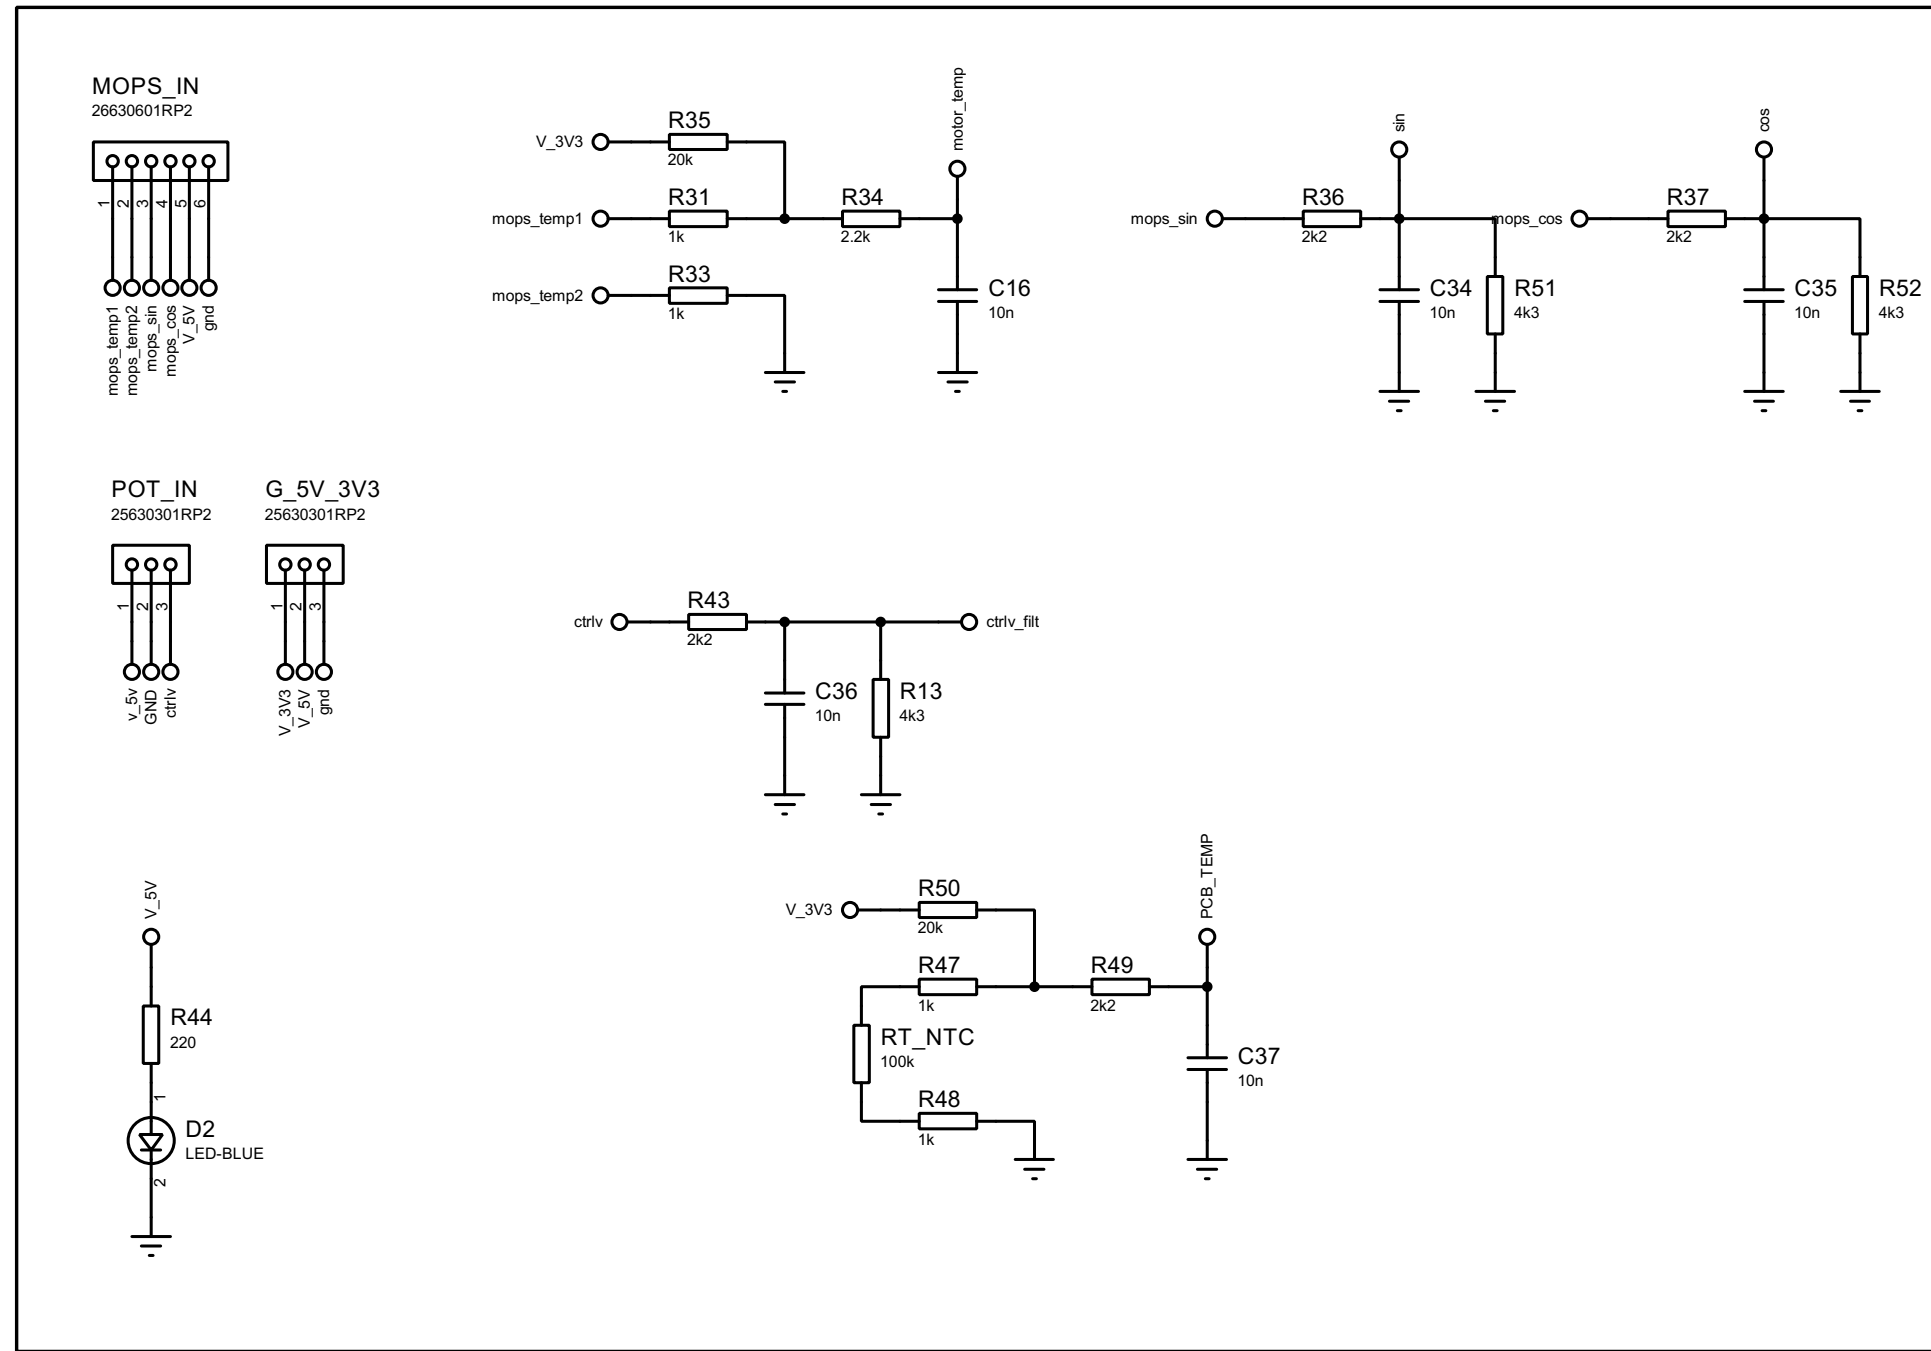 MOPS_IN
26630601RP2
1
2
3
4
5
6
mops_temp1
mops_temp2
mops_sin
mops_cos
V_5V
gnd
V_3V3
R35
20k
mops_temp1
R31
1k
R34
2.2k
motor_temp
mops_temp2
R33
1k
C16
10n
mops_sin
R36
2k2
sin
C34
10n
R51
4k3
mops_cos
R37
2k2
cos
C35
10n
R52
4k3
POT_IN
25630301RP2
1
2
3
v_5v
GND
ctrlv
G_5V_3V3
25630301RP2
1
2
3
V_3V3
V_5V
gnd
ctrlv
R43
2k2
ctrlv_filt
C36
10n
R13
4k3
V_5V
R44
220
1
D2
LED-BLUE
2
V_3V3
R50
20k
R47
1k
R49
2k2
PCB_TEMP
RT_NTC
100k
R48
1k
C37
10n